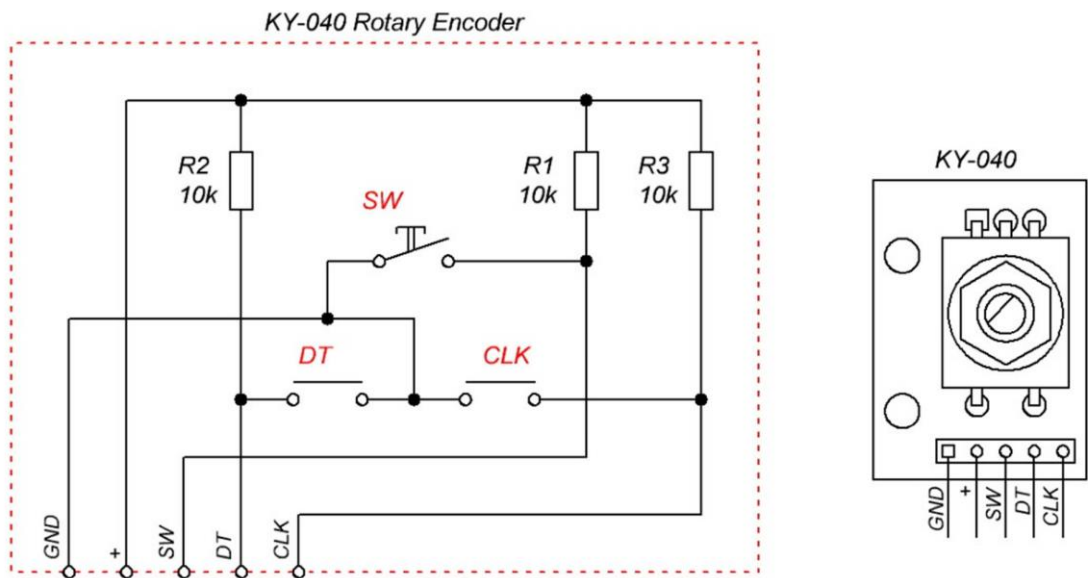 KY-040 Rotary Encoder
R2
10k
SW
R1
10k
R3
10k
DT
CLK
GND
+
SW
DT
CLK
KY-040
GND
+
SW
DT
CLK